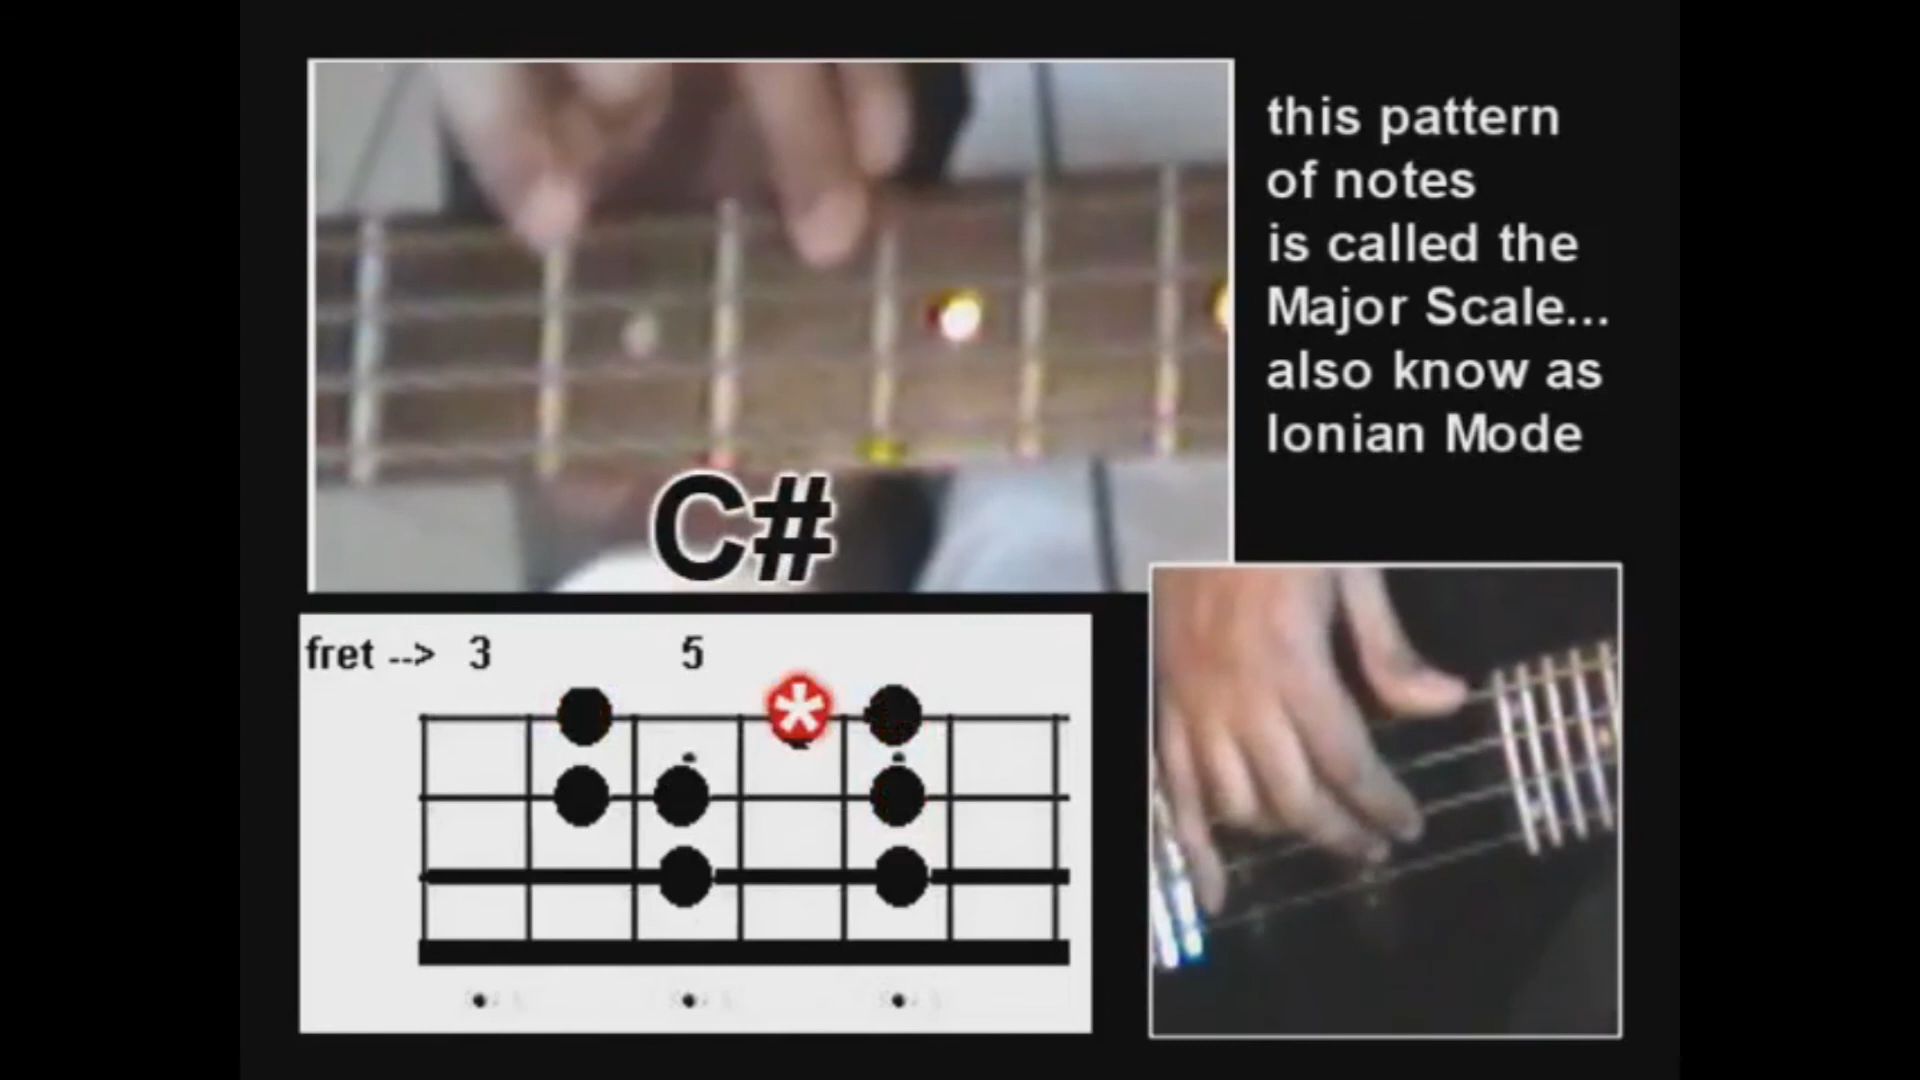 this pattern
of notes
is called the
Major Scale...
also know as
Ionian Mode
C#
fret --> 3 5
*